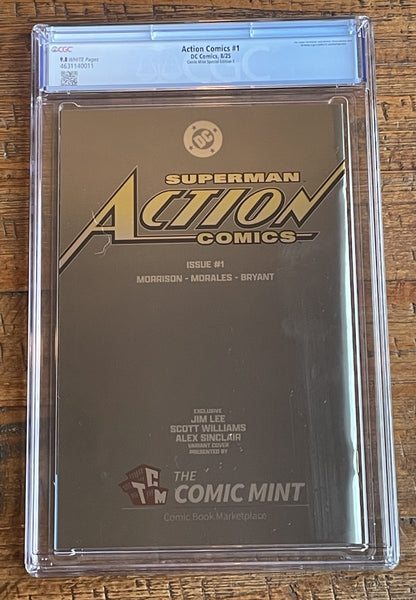 CGC
Action Comics #1
DC Comics, 8/25
Comic Mint Special Edition E
9.8 WHITE Pages
4631140011
DC
SUPERMAN
ACTION
COMICS
ISSUE #1
MORRISON - MORALES - BRYANT
EXCLUSIVE
JIM LEE
SCOTT WILLIAMS
ALEX SINCLAIR
VARIANT COVER
PRESENTED BY
TCM
THE
COMIC MINT
Comic Book Marketplace